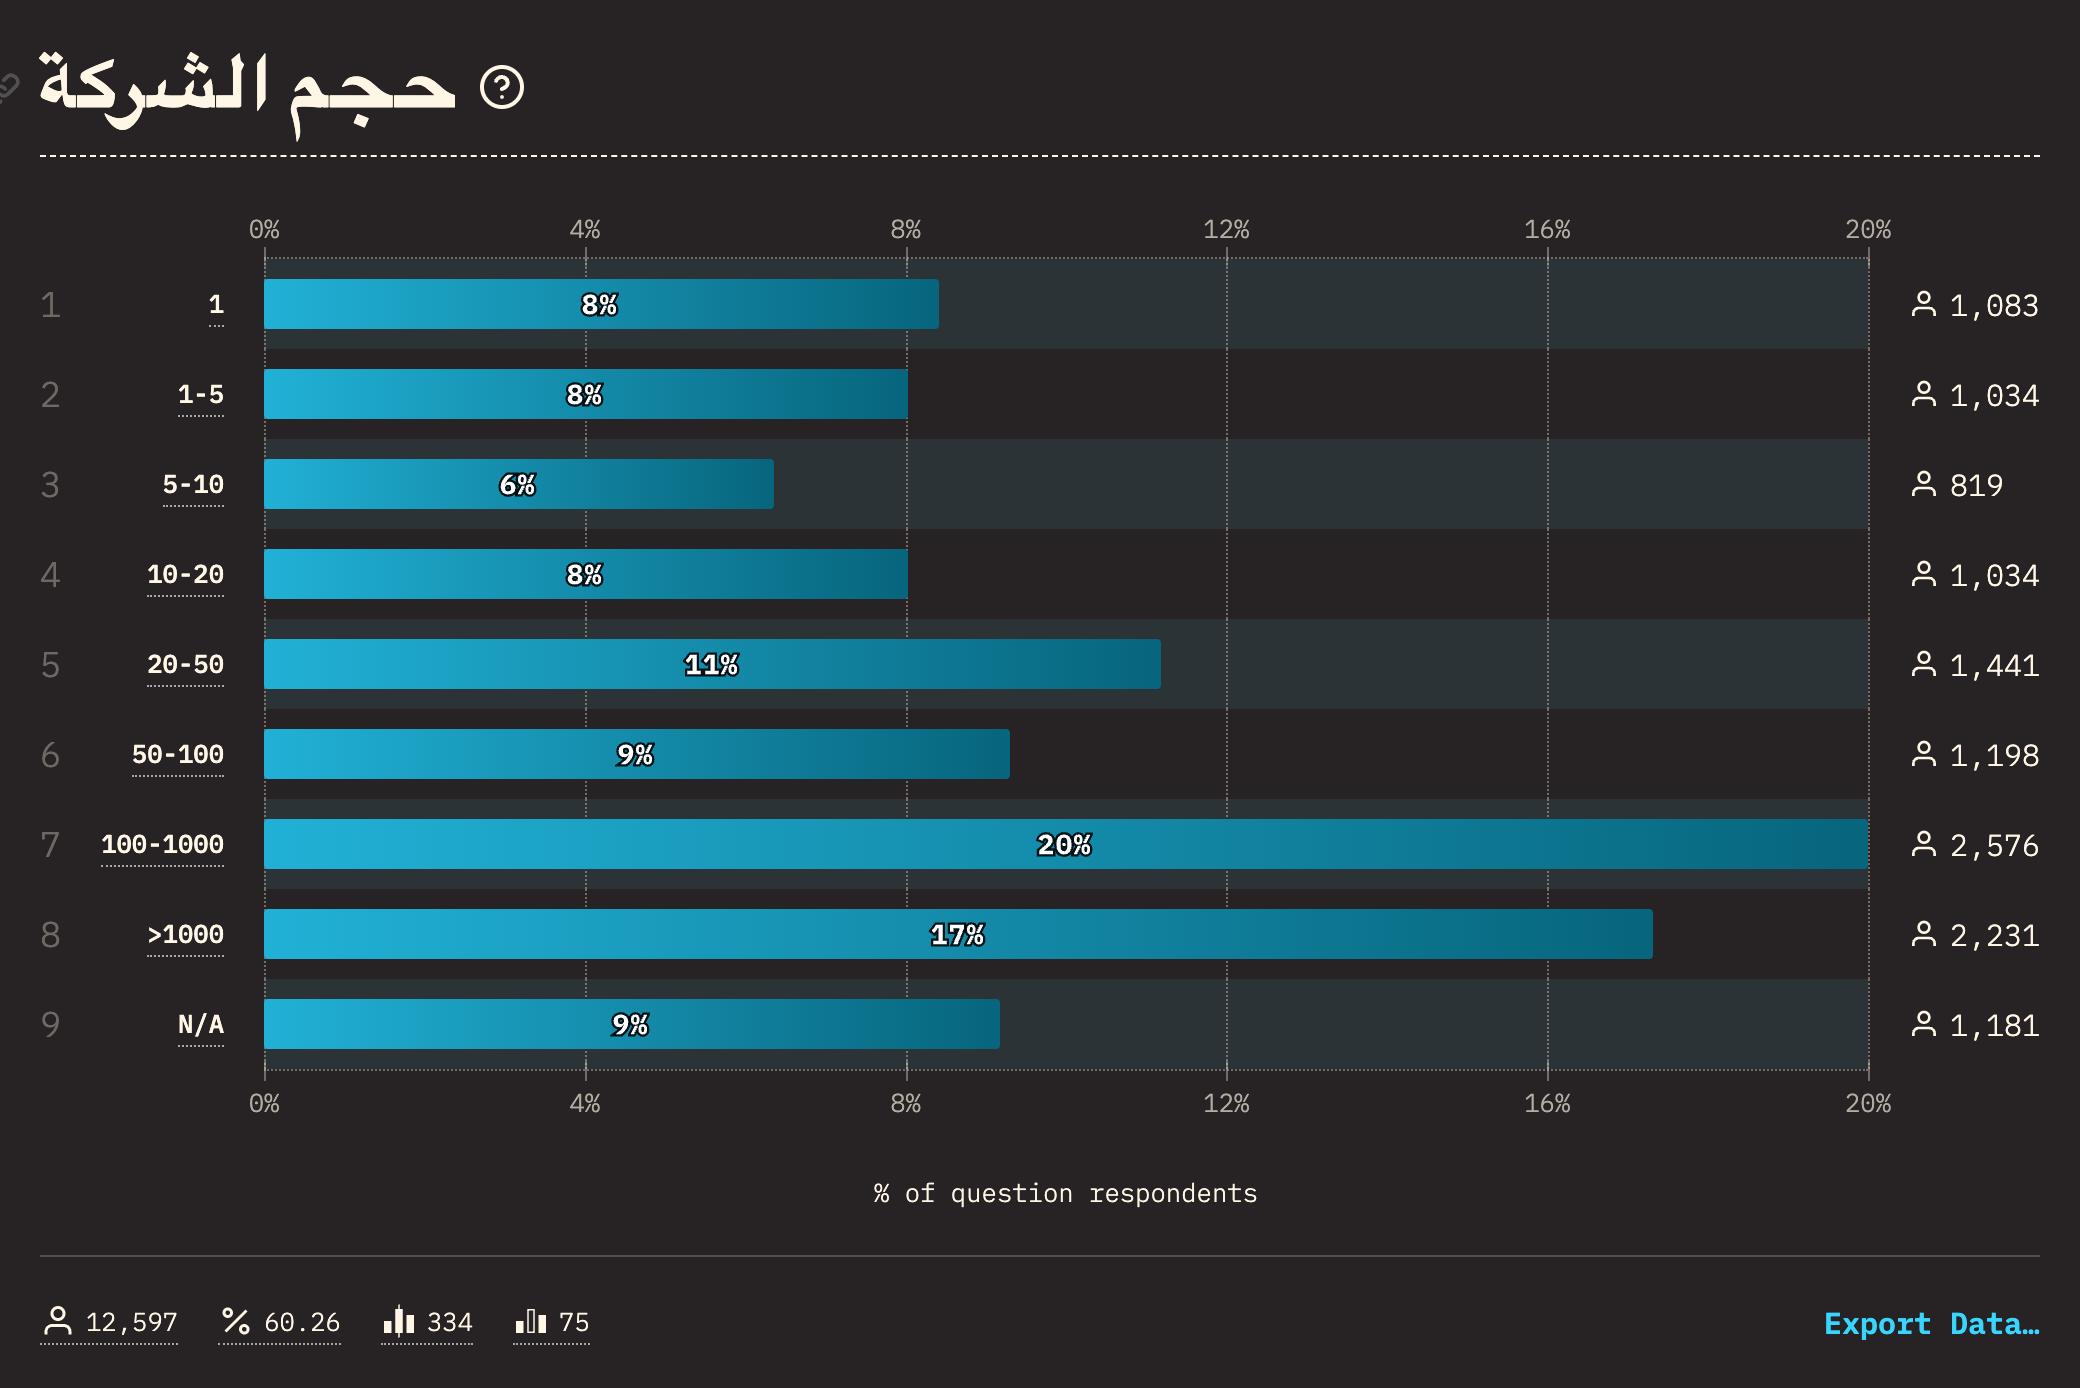 حجم الشركة
0% 4% 8% 12% 16% 20%
1 1 8% 1,083
2 1-5 8% 1,034
3 5-10 6% 819
4 10-20 8% 1,034
5 20-50 11% 1,441
6 50-100 9% 1,198
7 100-1000 20% 2,576
8 >1000 17% 2,231
9 N/A 9% 1,181
0% 4% 8% 12% 16% 20%
% of question respondents
12,597 % 60.26 334 75 Export Data…